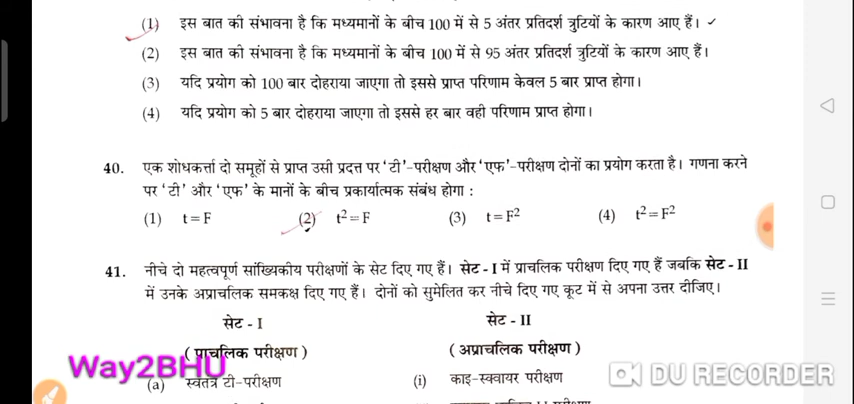 (1) इस बात की संभावना है कि मध्यमानों के बीच 100 में से 5 अंतर प्रतिदर्श त्रुटियों के कारण आए हैं।
(2) इस बात की संभावना है कि मध्यमानों के बीच 100 में से 95 अंतर प्रतिदर्श त्रुटियों के कारण आए हैं।
(3) यदि प्रयोग को 100 बार दोहराया जाएगा तो इससे प्राप्त परिणाम केवल 5 बार प्राप्त होगा।
(4) यदि प्रयोग को 5 बार दोहराया जाएगा तो इससे हर बार वही परिणाम प्राप्त होगा।
40. एक शोधकर्त्ता दो समूहों से प्राप्त उसी प्रदत्त पर 'टी'-परीक्षण और 'एफ'-परीक्षण दोनों का प्रयोग करता है। गणना करने
पर 'टी' और 'एफ' के मानों के बीच प्रकार्यात्मक संबंध होगा :
(1) t = F (2) t² = F (3) t = F² (4) t² = F²
41. नीचे दो महत्वपूर्ण सांख्यिकीय परीक्षणों के सेट दिए गए हैं। सेट - I में प्राचलिक परीक्षण दिए गए हैं जबकि सेट - II
में उनके अप्राचलिक समकक्ष दिए गए हैं। दोनों को सुमेलित कर नीचे दिए गए कूट में से अपना उत्तर दीजिए।
सेट - I सेट - II
(प्राचलिक परीक्षण) (अप्राचलिक परीक्षण)
Way2BHU
(a) स्वतंत्र टी-परीक्षण (i) काइ-स्क्वायर परीक्षण
DU RECORDER